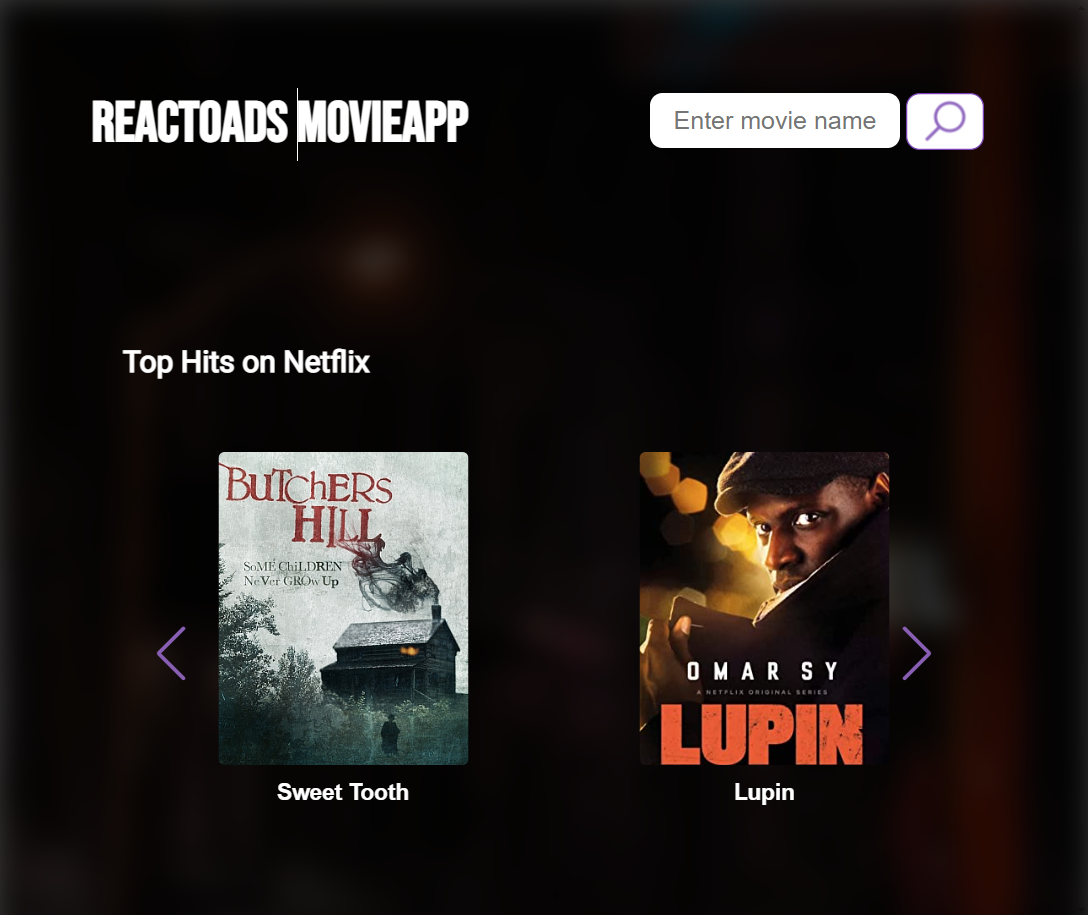 REACTOADS MOVIEAPP
Enter movie name
Top Hits on Netflix
BUTChERS
HILL
SoME ChiLDREN
NeVer GROw Up
OMAR SY
A NETFLIX ORIGINAL SERIES
LUPIN
Sweet Tooth
Lupin